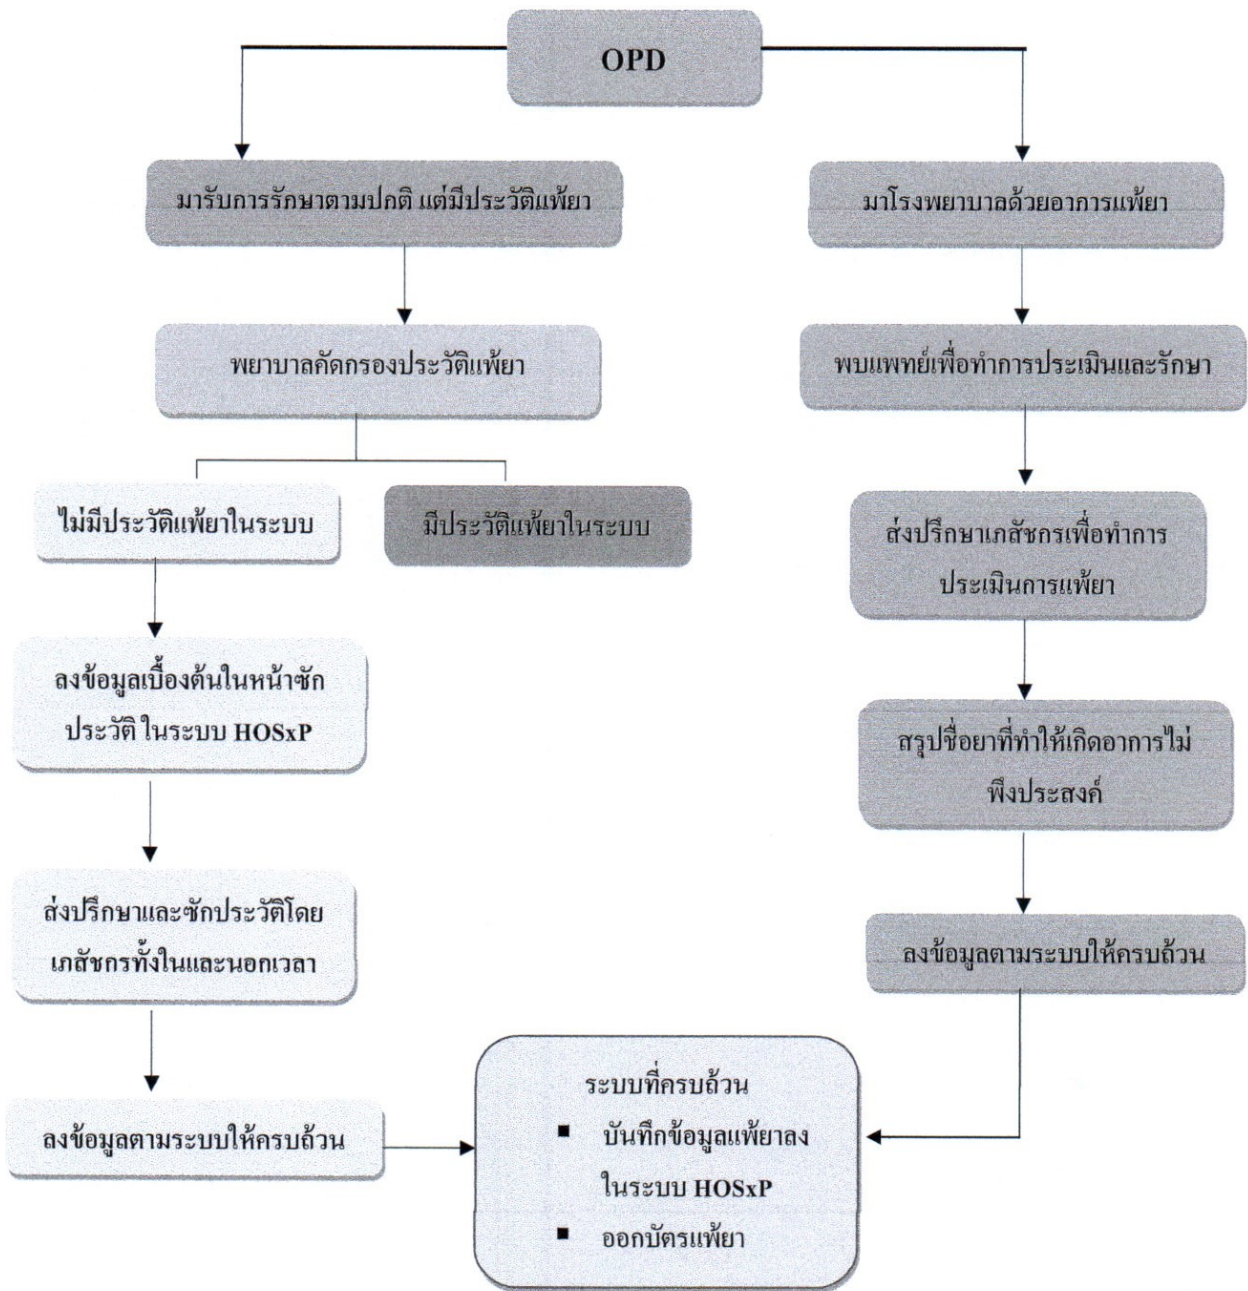 OPD
มารับการรักษาตามปกติ แต่มีประวัติแพ้ยา
มาโรงพยาบาลด้วยอาการแพ้ยา
พยาบาลคัดกรองประวัติแพ้ยา
พบแพทย์เพื่อทำการประเมินและรักษา
ไม่มีประวัติแพ้ยาในระบบ
มีประวัติแพ้ยาในระบบ
ส่งปรึกษาเภสัชกรเพื่อทำการ
ประเมินการแพ้ยา
ลงข้อมูลเบื้องต้นในหน้าซัก
ประวัติ ในระบบ HOSxP
สรุปชื่อยาที่ทำให้เกิดอาการไม่
พึงประสงค์
ส่งปรึกษาและซักประวัติโดย
เภสัชกรทั้งในและนอกเวลา
ลงข้อมูลตามระบบให้ครบถ้วน
ลงข้อมูลตามระบบให้ครบถ้วน
ระบบที่ครบถ้วน
▪ บันทึกข้อมูลแพ้ยาลง
ในระบบ HOSxP
▪ ออกบัตรแพ้ยา